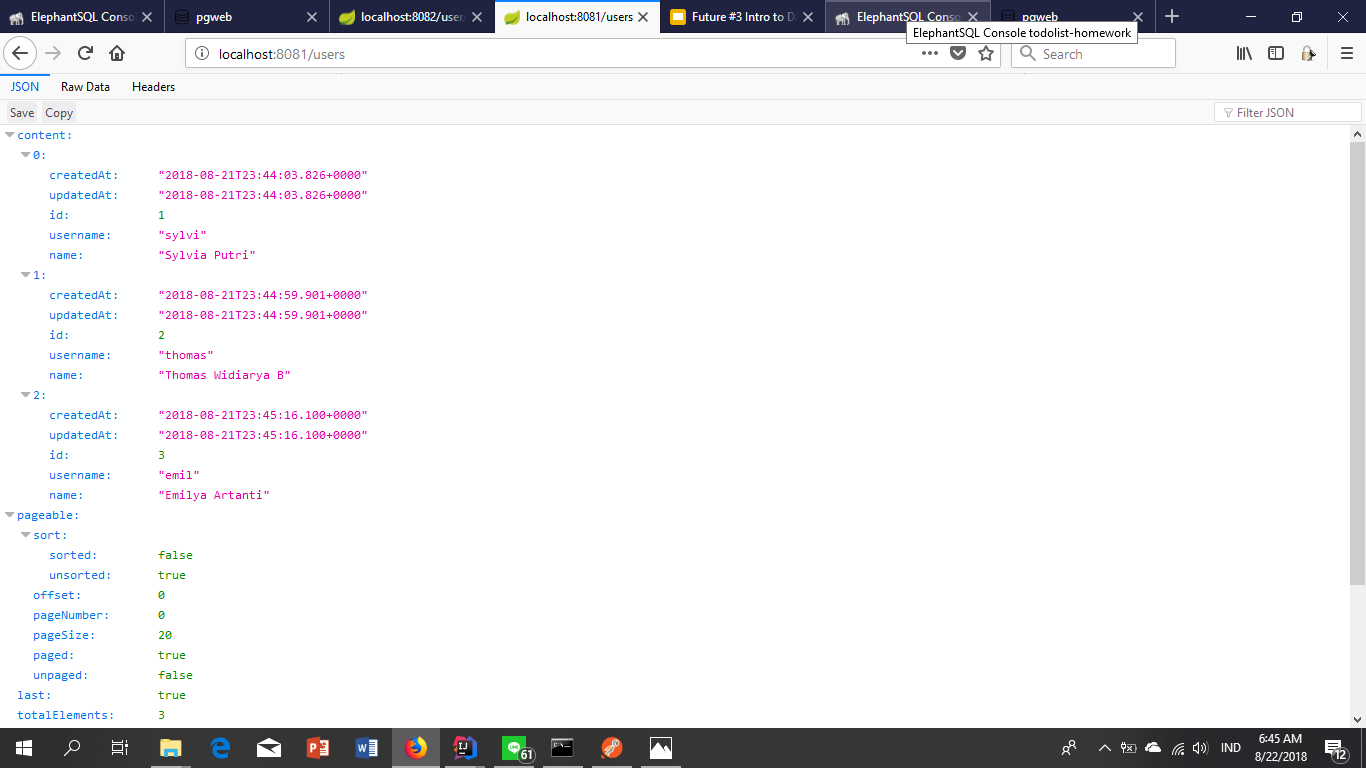 ElephantSQL Conso
pgweb
localhost:8082/user
localhost:8081/users
Future #3 Intro to D
ElephantSQL Conso
pgweb
ElephantSQL Console todolist-homework
localhost:8081/users
Search
JSON Raw Data Headers
Save Copy
Filter JSON
content:
0:
createdAt: "2018-08-21T23:44:03.826+0000"
updatedAt: "2018-08-21T23:44:03.826+0000"
id: 1
username: "sylvi"
name: "Sylvia Putri"
1:
createdAt: "2018-08-21T23:44:59.901+0000"
updatedAt: "2018-08-21T23:44:59.901+0000"
id: 2
username: "thomas"
name: "Thomas Widiarya B"
2:
createdAt: "2018-08-21T23:45:16.100+0000"
updatedAt: "2018-08-21T23:45:16.100+0000"
id: 3
username: "emil"
name: "Emilya Artanti"
pageable:
sort:
sorted: false
unsorted: true
offset: 0
pageNumber: 0
pageSize: 20
paged: true
unpaged: false
last: true
totalElements: 3
61
IND
6:45 AM
8/22/2018
12